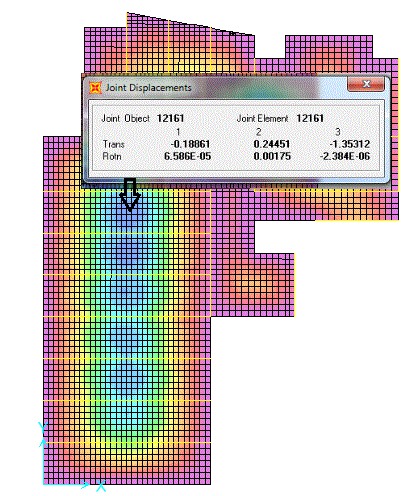 Joint Displacements
x
Joint Object 12161 Joint Element 12161
1 2 3
Trans -0.18861 0.24451 -1.35312
Rotn 6.586E-05 0.00175 -2.384E-06
Y
X